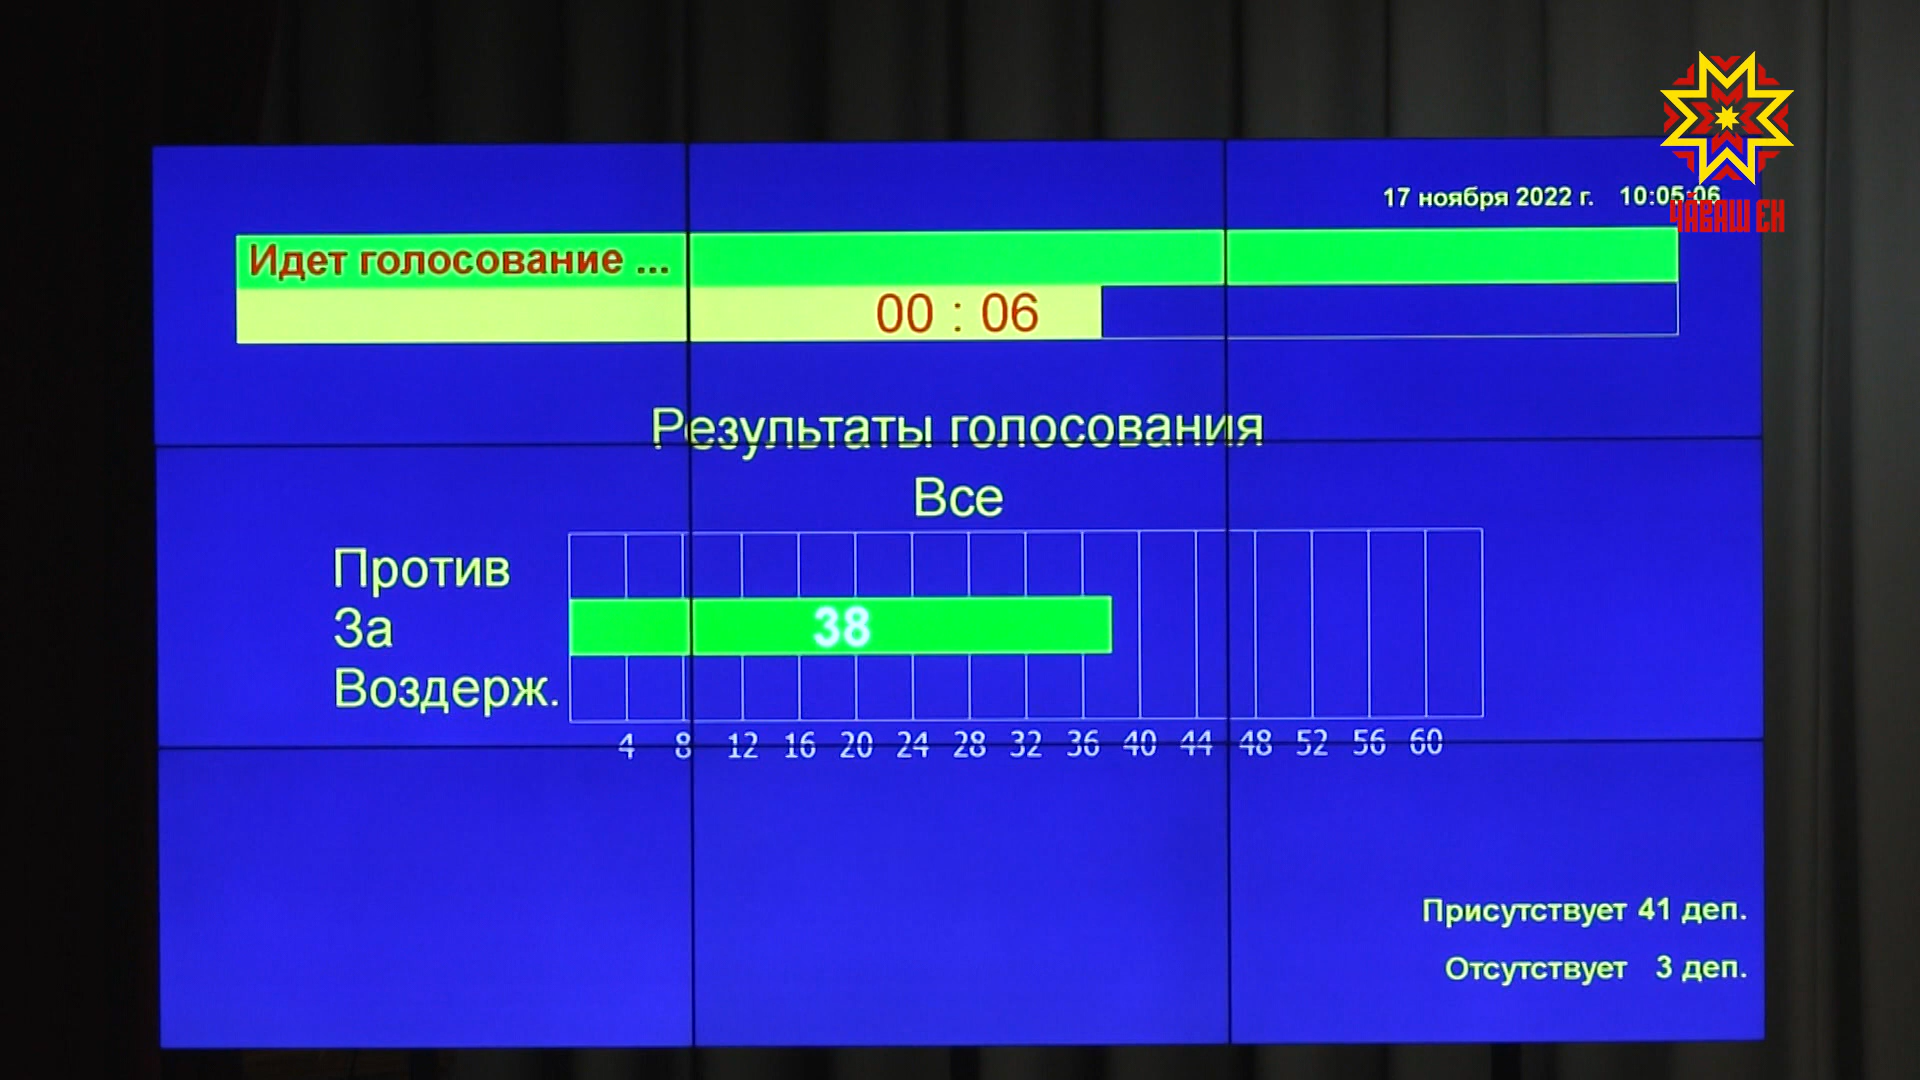 17 ноября 2022 г. 10:05:06
ЧӐВАШ ЕН
Идет голосование ...
00 : 06
Результаты голосования
Все
Против
За 38
Воздерж.
4 8 12 16 20 24 28 32 36 40 44 48 52 56 60
Присутствует 41 деп.
Отсутствует 3 деп.